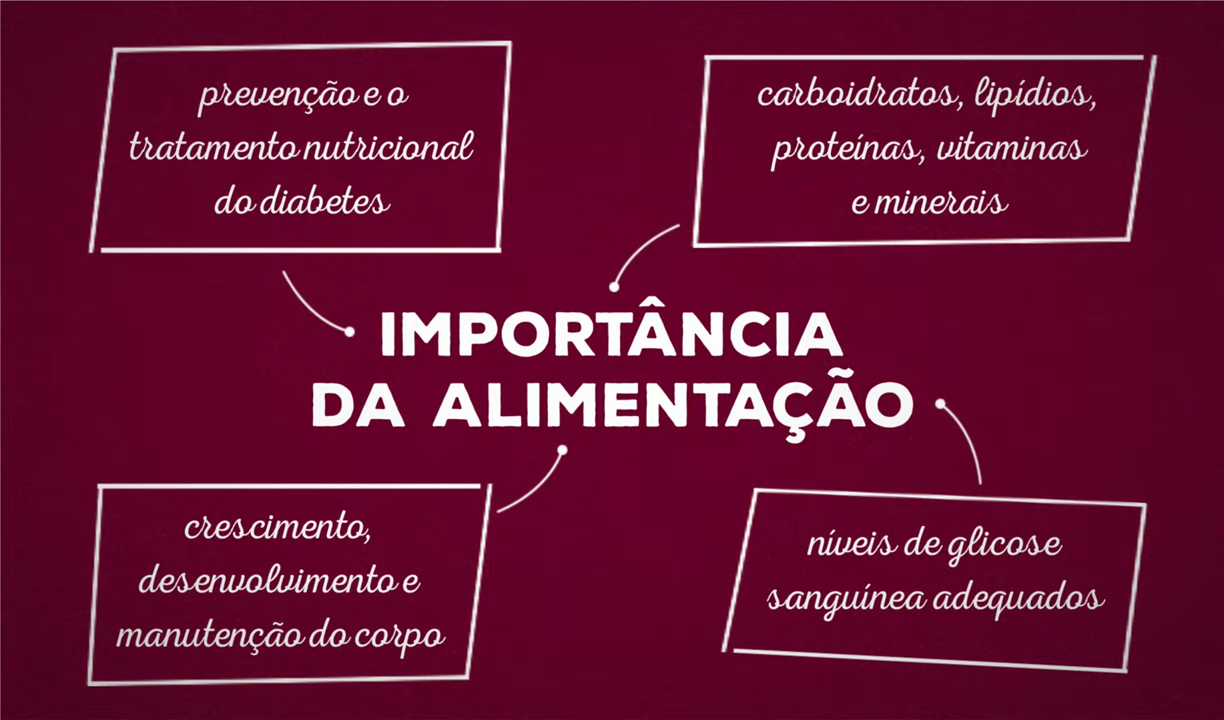 prevenção e o
tratamento nutricional
do diabetes
carboidratos, lipídios,
proteínas, vitaminas
e minerais
IMPORTÂNCIA
DA ALIMENTAÇÃO
crescimento,
desenvolvimento e
manutenção do corpo
níveis de glicose
sanguínea adequados